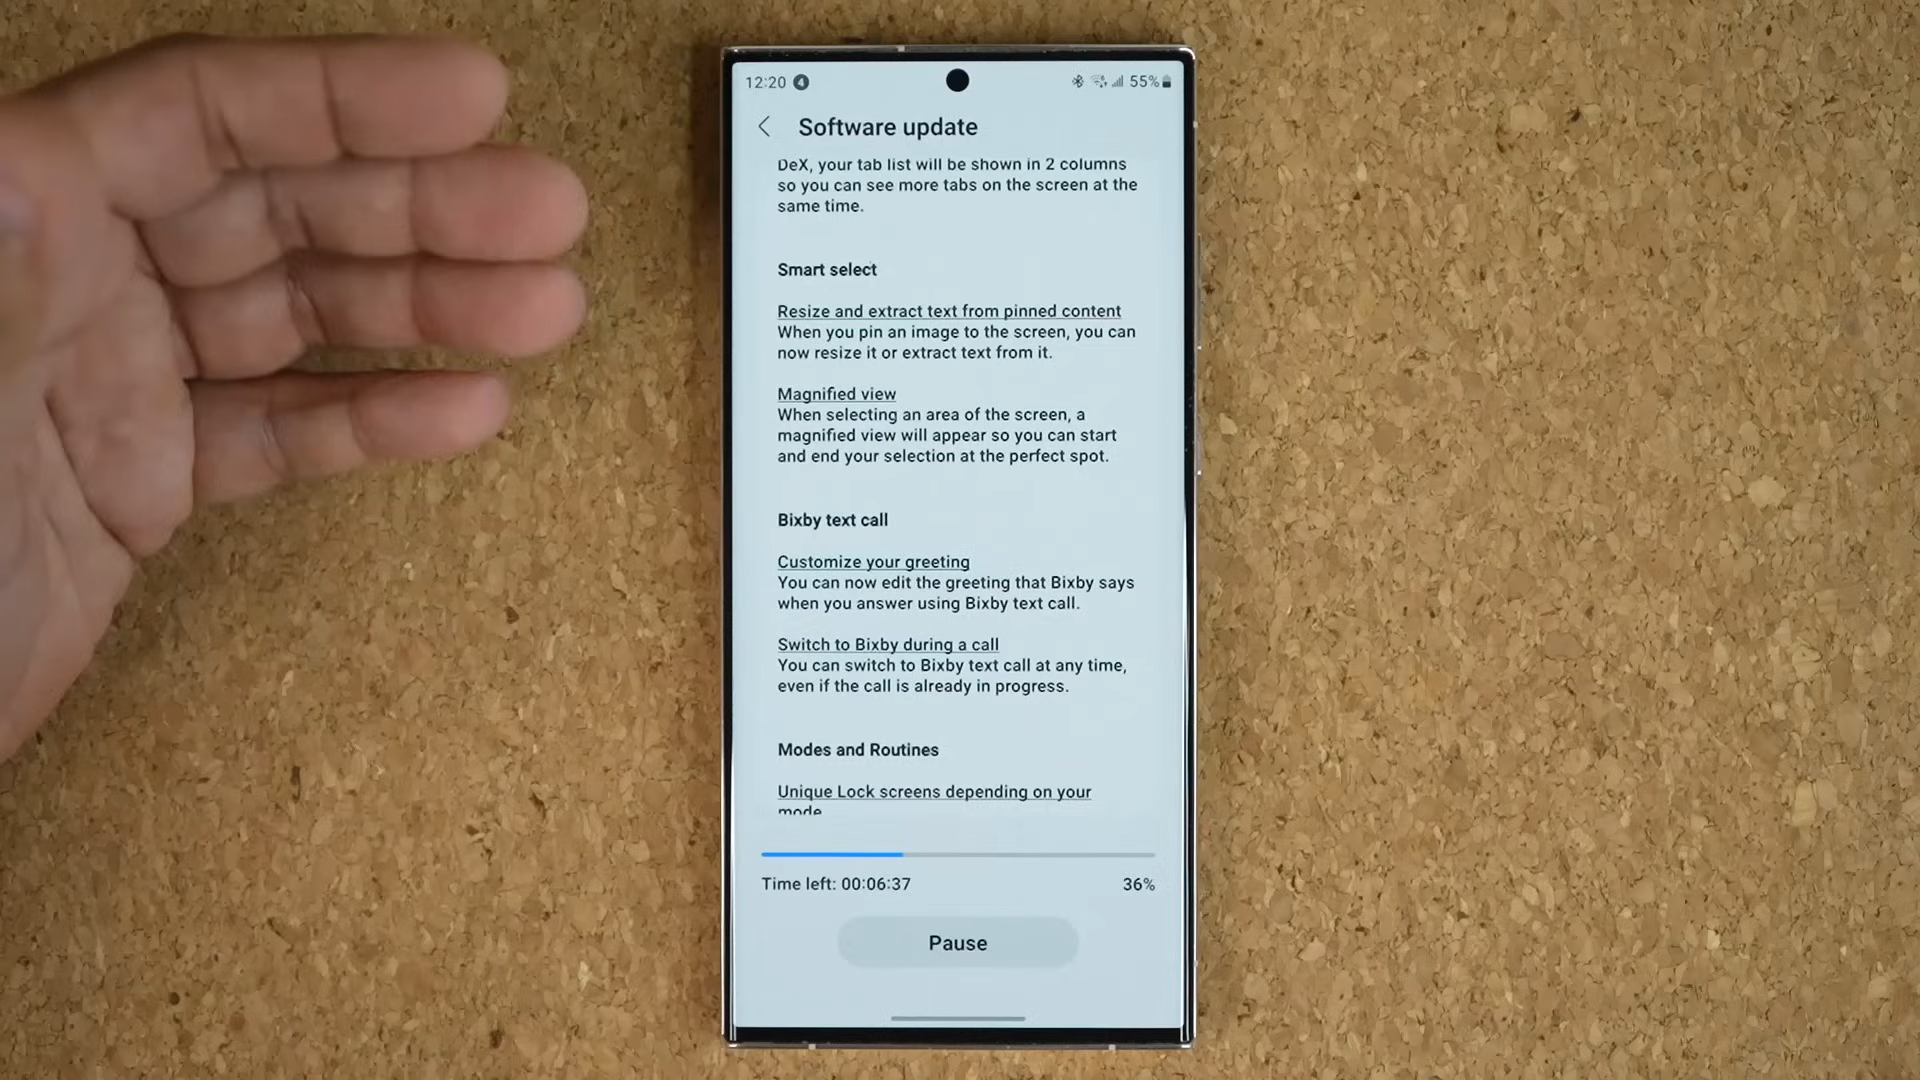 12:20 4 55%
Software update
DeX, your tab list will be shown in 2 columns
so you can see more tabs on the screen at the
same time.
Smart select
Resize and extract text from pinned content
When you pin an image to the screen, you can
now resize it or extract text from it.
Magnified view
When selecting an area of the screen, a
magnified view will appear so you can start
and end your selection at the perfect spot.
Bixby text call
Customize your greeting
You can now edit the greeting that Bixby says
when you answer using Bixby text call.
Switch to Bixby during a call
You can switch to Bixby text call at any time,
even if the call is already in progress.
Modes and Routines
Unique Lock screens depending on your
mode
Time left: 00:06:37 36%
Pause